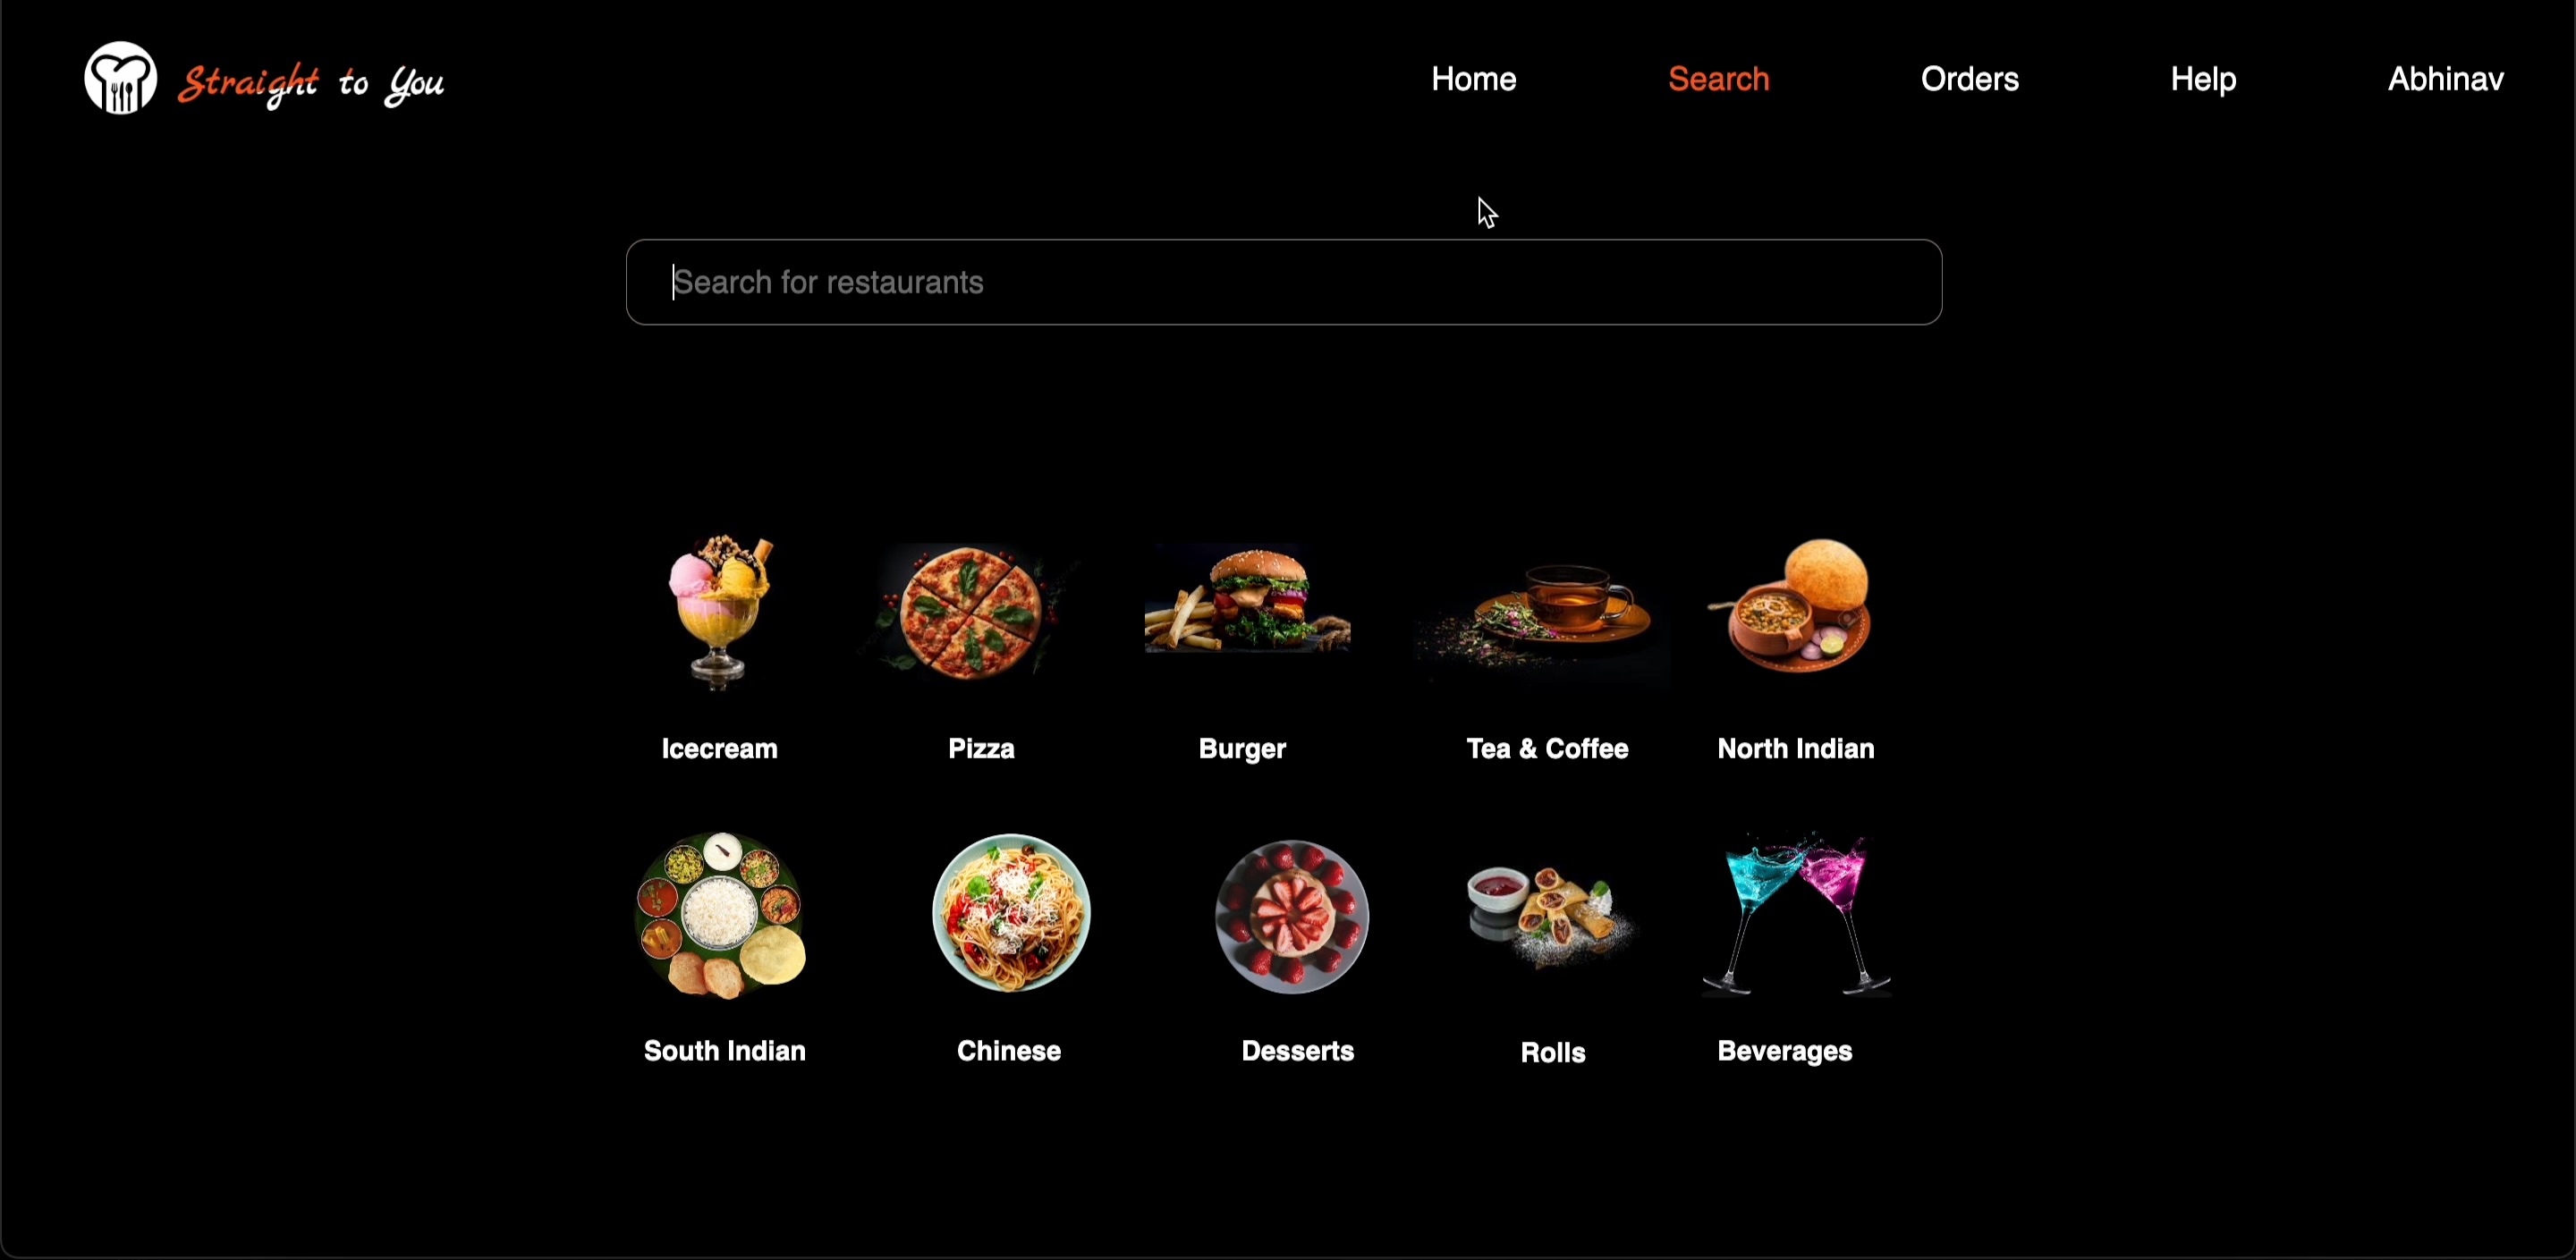 Straight to You
Home Search Orders Help Abhinav
Search for restaurants
Icecream Pizza Burger Tea & Coffee North Indian
South Indian Chinese Desserts Rolls Beverages